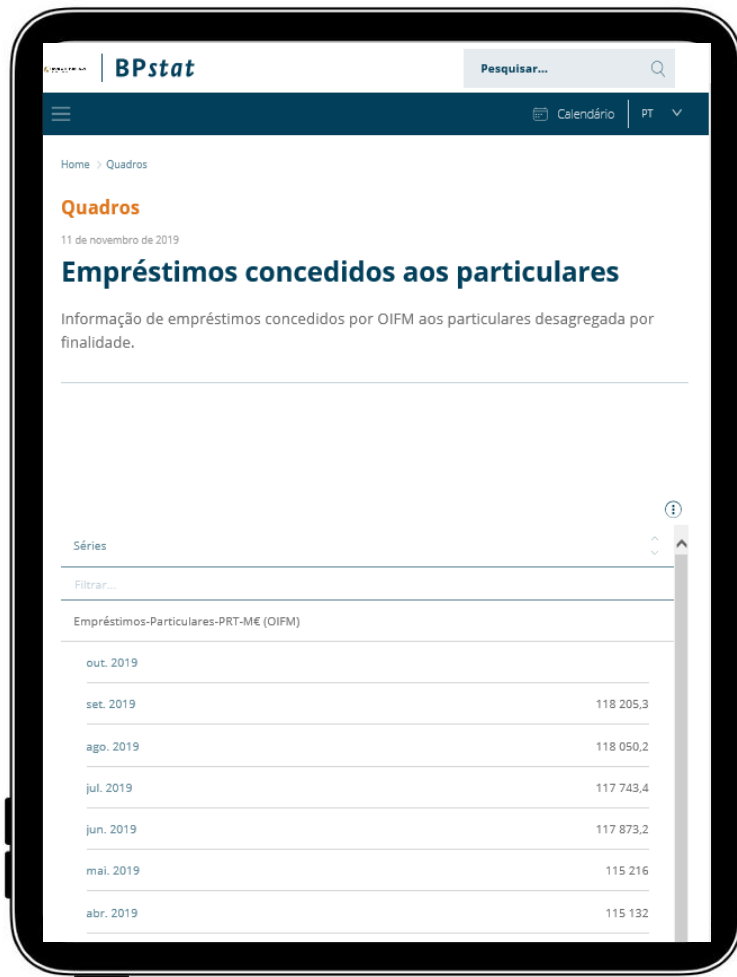 BPstat
Pesquisar...
Calendário PT
Home > Quadros
Quadros
11 de novembro de 2019
Empréstimos concedidos aos particulares
Informação de empréstimos concedidos por OIFM aos particulares desagregada por
finalidade.
Séries
Filtrar...
Empréstimos-Particulares-PRT-M€ (OIFM)
out. 2019
set. 2019 118 205,3
ago. 2019 118 050,2
jul. 2019 117 743,4
jun. 2019 117 873,2
mai. 2019 115 216
abr. 2019 115 132